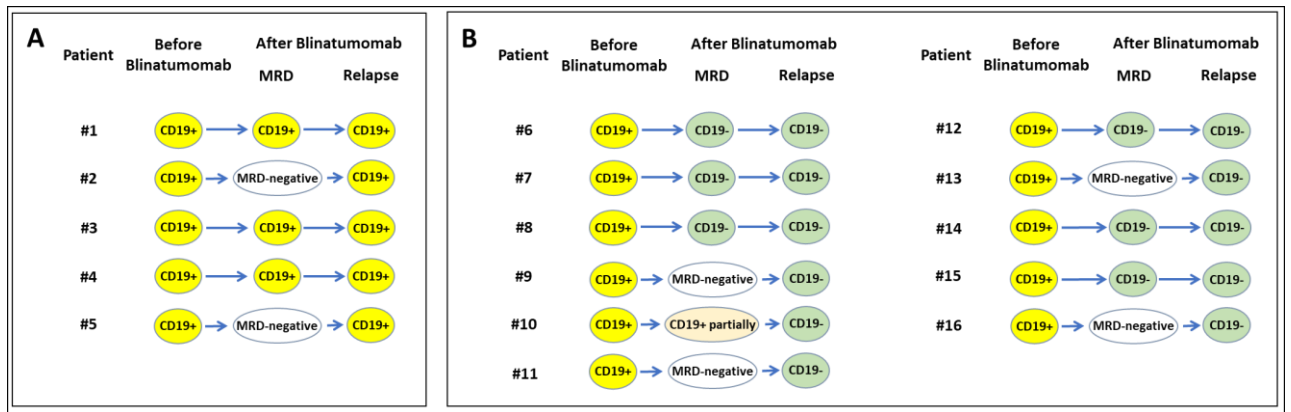 A
Patient Before Blinatumomab After Blinatumomab
MRD Relapse
#1 CD19+ CD19+ CD19+
#2 CD19+ MRD-negative CD19+
#3 CD19+ CD19+ CD19+
#4 CD19+ CD19+ CD19+
#5 CD19+ MRD-negative CD19+
B
Patient Before Blinatumomab After Blinatumomab
MRD Relapse
#6 CD19+ CD19- CD19-
#7 CD19+ CD19- CD19-
#8 CD19+ CD19- CD19-
#9 CD19+ MRD-negative CD19-
#10 CD19+ CD19+ partially CD19-
#11 CD19+ MRD-negative CD19-
Patient Before Blinatumomab After Blinatumomab
MRD Relapse
#12 CD19+ CD19- CD19-
#13 CD19+ MRD-negative CD19-
#14 CD19+ CD19- CD19-
#15 CD19+ CD19- CD19-
#16 CD19+ MRD-negative CD19-